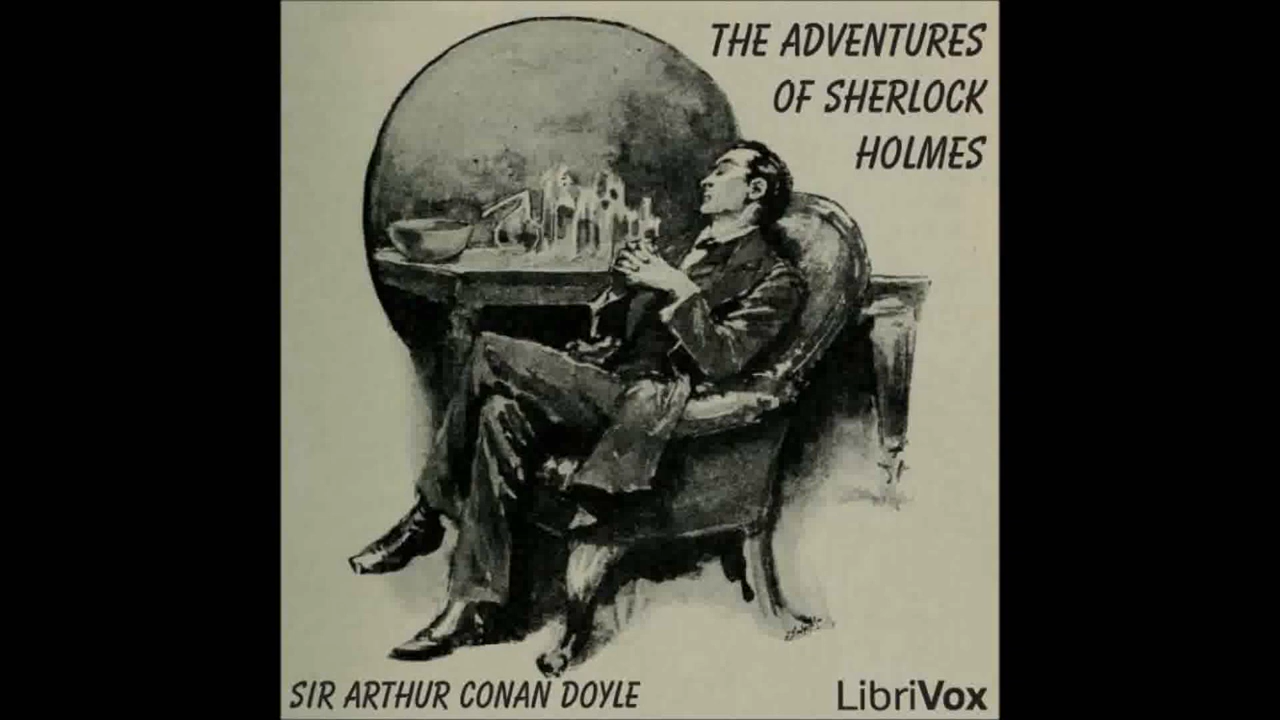 THE ADVENTURES
OF SHERLOCK
HOLMES
SIR ARTHUR CONAN DOYLE
LibriVox